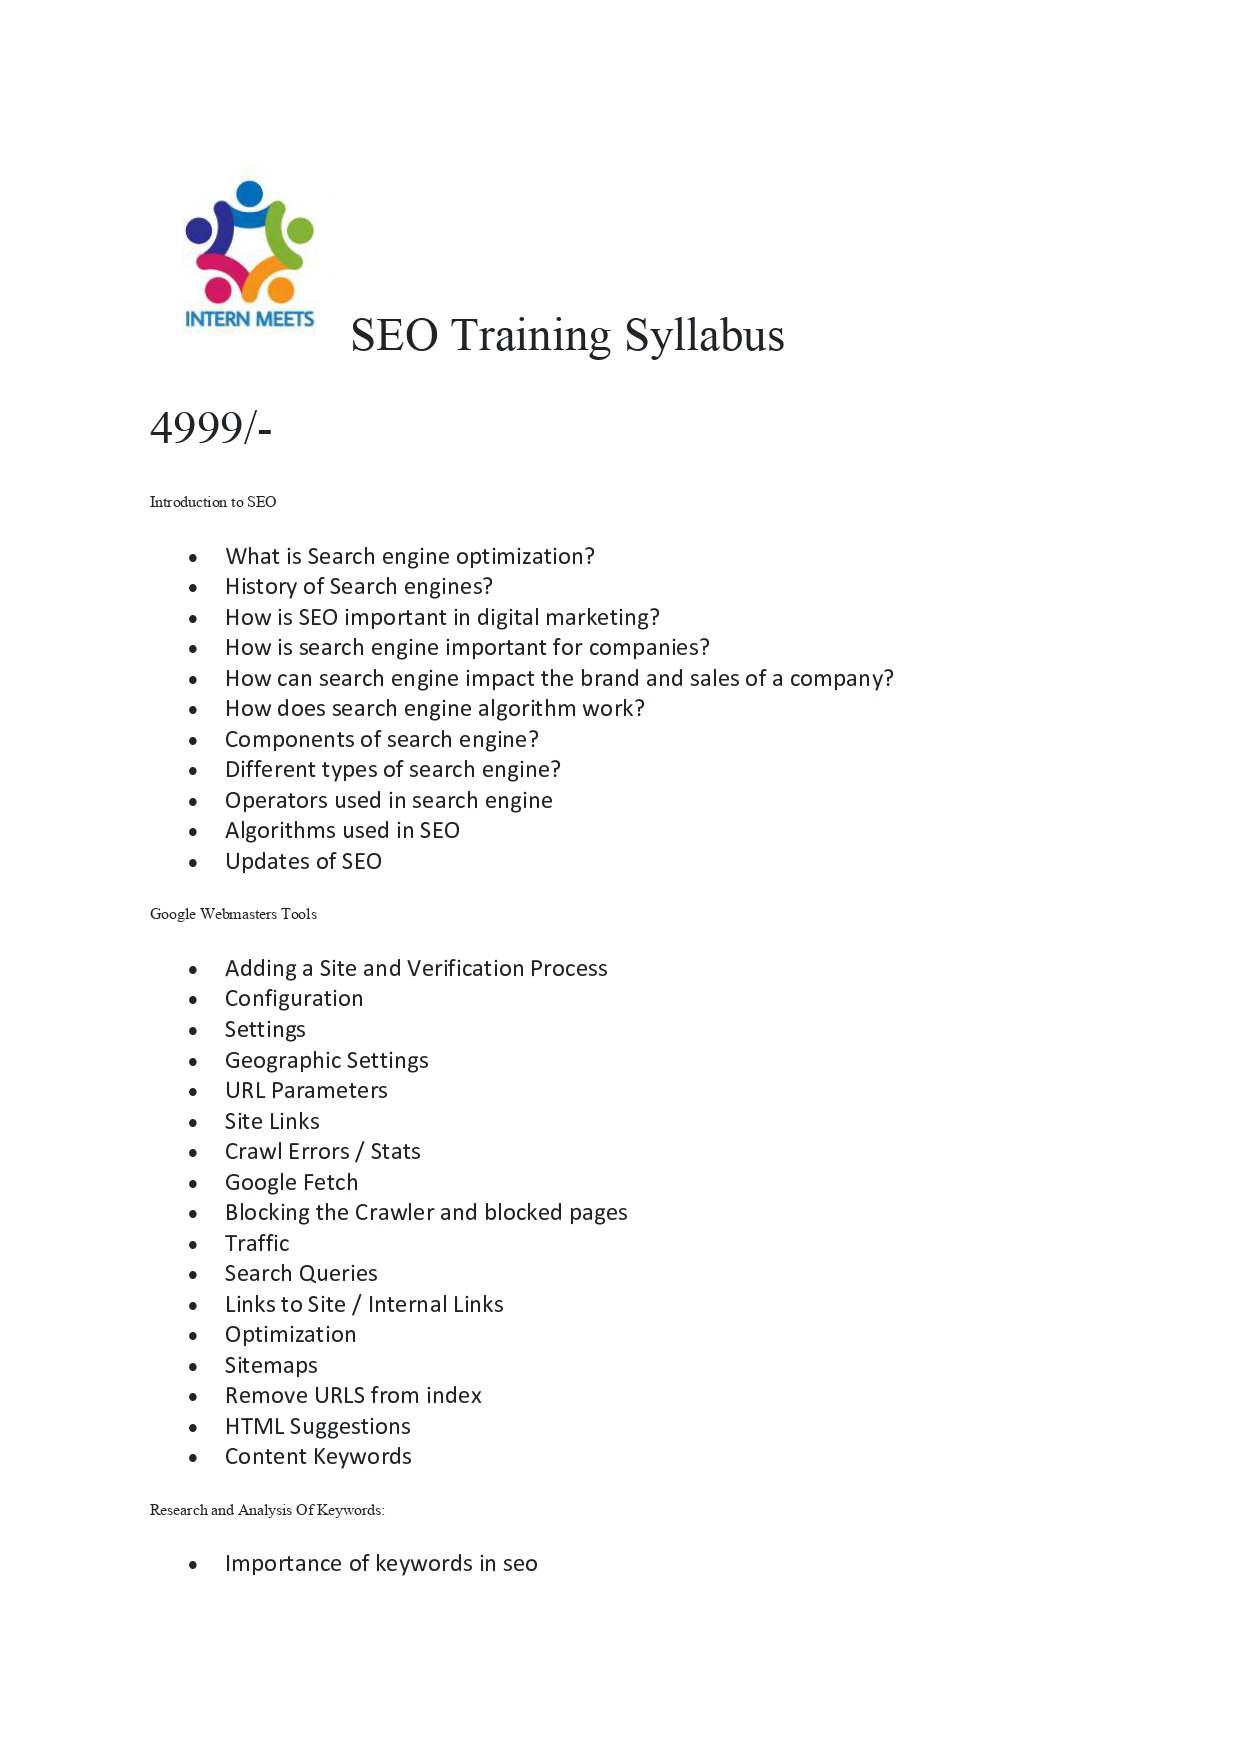 INTERN MEETS
SEO Training Syllabus
4999/-
Introduction to SEO
• What is Search engine optimization?
• History of Search engines?
• How is SEO important in digital marketing?
• How is search engine important for companies?
• How can search engine impact the brand and sales of a company?
• How does search engine algorithm work?
• Components of search engine?
• Different types of search engine?
• Operators used in search engine
• Algorithms used in SEO
• Updates of SEO
Google Webmasters Tools
• Adding a Site and Verification Process
• Configuration
• Settings
• Geographic Settings
• URL Parameters
• Site Links
• Crawl Errors / Stats
• Google Fetch
• Blocking the Crawler and blocked pages
• Traffic
• Search Queries
• Links to Site / Internal Links
• Optimization
• Sitemaps
• Remove URLS from index
• HTML Suggestions
• Content Keywords
Research and Analysis Of Keywords:
• Importance of keywords in seo